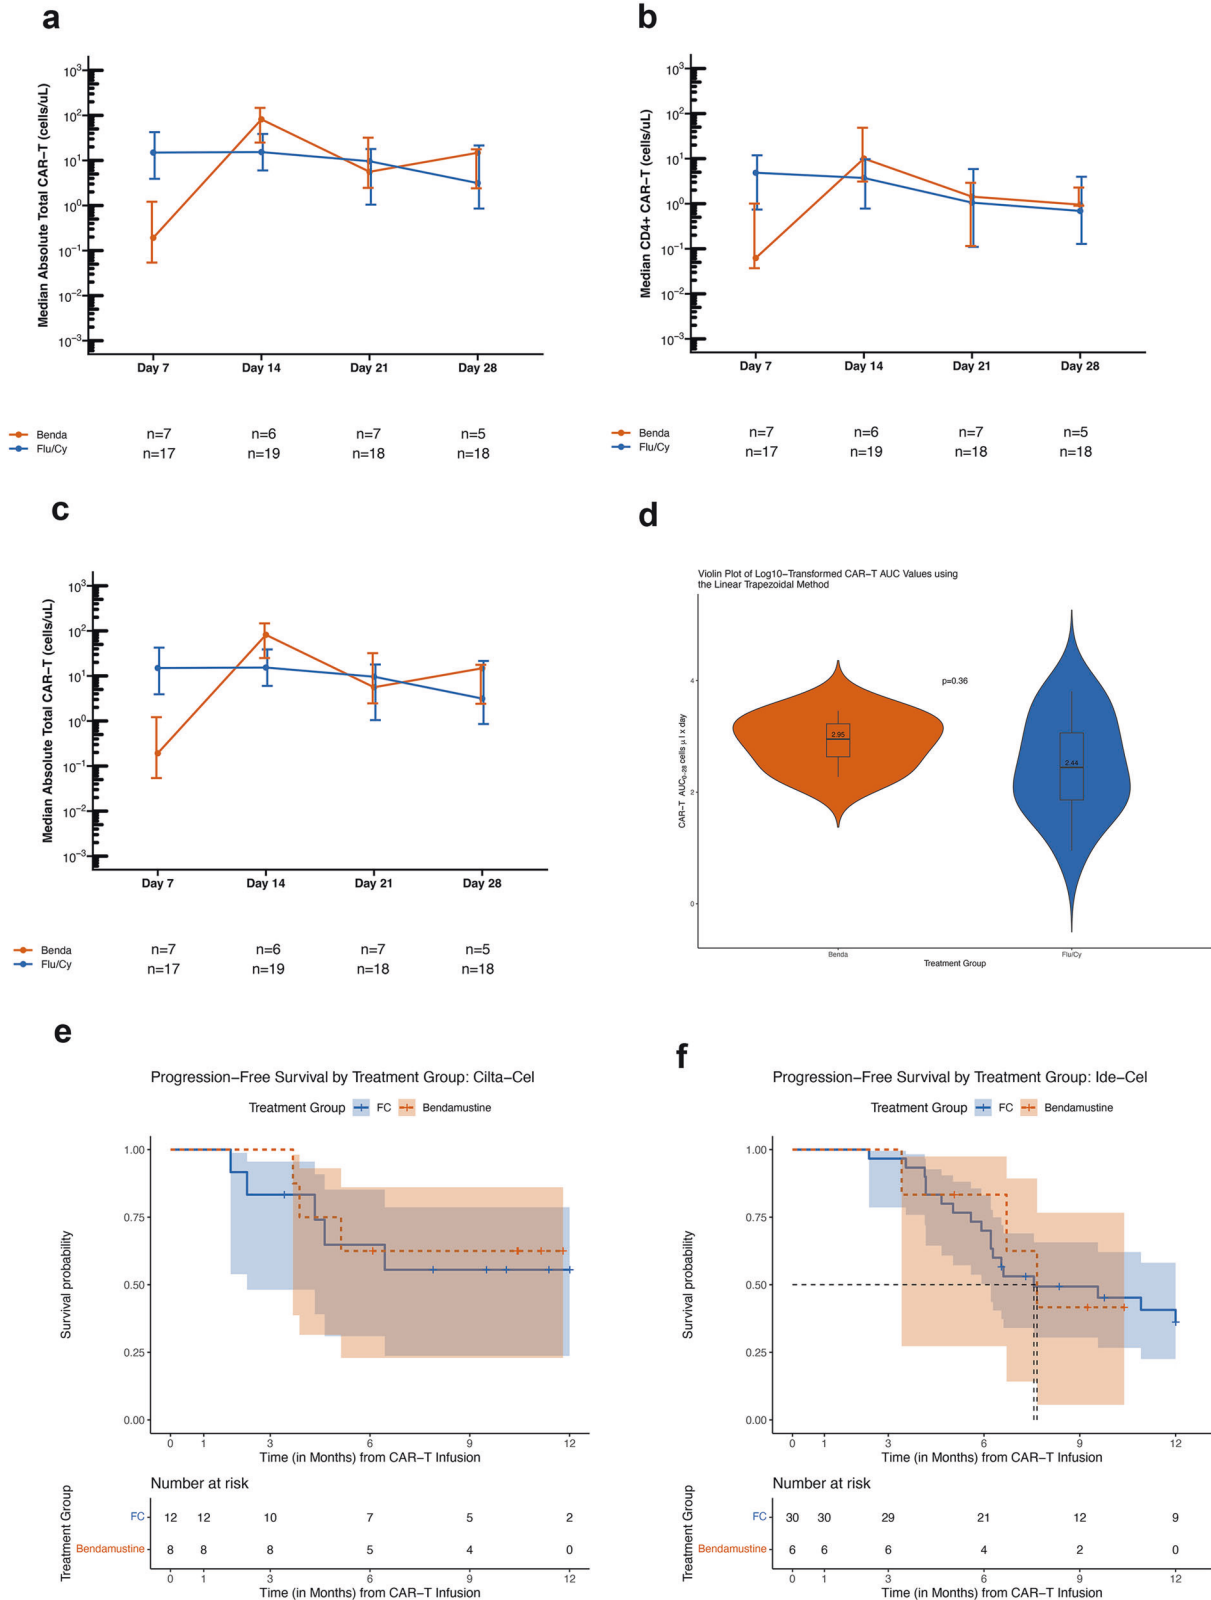 a
Median Absolute Total CAR−T (cells/uL)
10³
10²
10¹
10⁰
10⁻¹
10⁻²
10⁻³
Day 7 Day 14 Day 21 Day 28
Benda n=7 n=6 n=7 n=5
Flu/Cy n=17 n=19 n=18 n=18
b
Median CD4+ CAR−T (cells/uL)
10³
10²
10¹
10⁰
10⁻¹
10⁻²
10⁻³
Day 7 Day 14 Day 21 Day 28
Benda n=7 n=6 n=7 n=5
Flu/Cy n=17 n=19 n=18 n=18
c
Median Absolute Total CAR−T (cells/uL)
10³
10²
10¹
10⁰
10⁻¹
10⁻²
10⁻³
Day 7 Day 14 Day 21 Day 28
Benda n=7 n=6 n=7 n=5
Flu/Cy n=17 n=19 n=18 n=18
d
Violin Plot of Log10−Transformed CAR−T AUC Values using
the Linear Trapezoidal Method
CAR−T AUC₀₋₂₈ cells µ l x day
4
2
0
p=0.36
2.95
2.44
Benda Flu/Cy
Treatment Group
e
Progression−Free Survival by Treatment Group: Cilta−Cel
Treatment Group FC Bendamustine
Survival probability
1.00
0.75
0.50
0.25
0.00
0 1 3 6 9 12
Time (in Months) from CAR−T Infusion
Number at risk
Treatment Group
FC 12 12 10 7 5 2
Bendamustine 8 8 8 5 4 0
0 1 3 6 9 12
Time (in Months) from CAR−T Infusion
f
Progression−Free Survival by Treatment Group: Ide−Cel
Treatment Group FC Bendamustine
Survival probability
1.00
0.75
0.50
0.25
0.00
0 1 3 6 9 12
Time (in Months) from CAR−T Infusion
Number at risk
Treatment Group
FC 30 30 29 21 12 9
Bendamustine 6 6 6 4 2 0
0 1 3 6 9 12
Time (in Months) from CAR−T Infusion